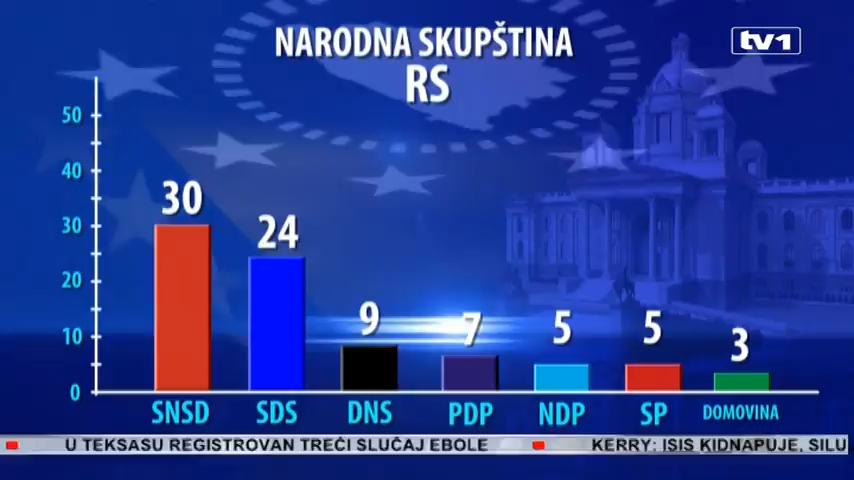 NARODNA SKUPŠTINA
RS
tv1
50
40
30
20
10
0
30
24
9
7
5
5
3
SNSD
SDS
DNS
PDP
NDP
SP
DOMOVINA
U TEKSASU REGISTROVAN TREĆI SLUČAJ EBOLE
KERRY: ISIS KIDNAPUJE, SILU